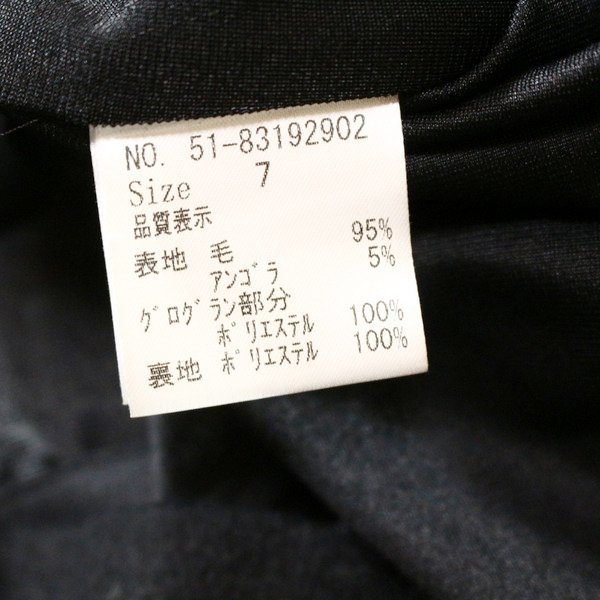 NO. 51-83192902
Size 7
品質表示
表地 毛 95%
ｱﾝｺﾞﾗ 5%
ｸﾞﾛｸﾞﾗﾝ部分
ﾎﾟﾘｴｽﾃﾙ 100%
裏地 ﾎﾟﾘｴｽﾃﾙ 100%